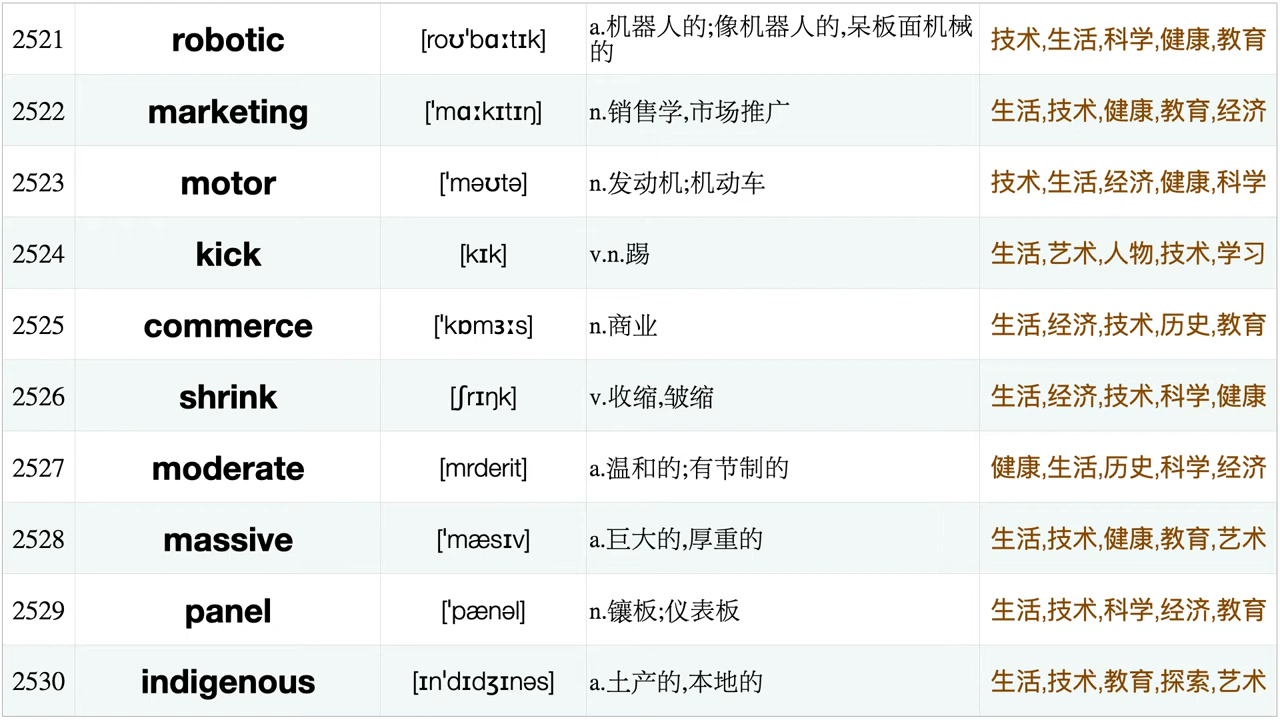 2521 robotic [roʊˈbɑːtɪk] a.机器人的;像机器人的,呆板面机械的 技术,生活,科学,健康,教育
2522 marketing [ˈmɑːkɪtɪŋ] n.销售学,市场推广 生活,技术,健康,教育,经济
2523 motor [ˈməʊtə] n.发动机;机动车 技术,生活,经济,健康,科学
2524 kick [kɪk] v.n.踢 生活,艺术,人物,技术,学习
2525 commerce [ˈkɒmɜːs] n.商业 生活,经济,技术,历史,教育
2526 shrink [ʃrɪŋk] v.收缩,皱缩 生活,经济,技术,科学,健康
2527 moderate [mrderit] a.温和的;有节制的 健康,生活,历史,科学,经济
2528 massive [ˈmæsɪv] a.巨大的,厚重的 生活,技术,健康,教育,艺术
2529 panel [ˈpænəl] n.镶板;仪表板 生活,技术,科学,经济,教育
2530 indigenous [ɪnˈdɪdʒɪnəs] a.土产的,本地的 生活,技术,教育,探索,艺术